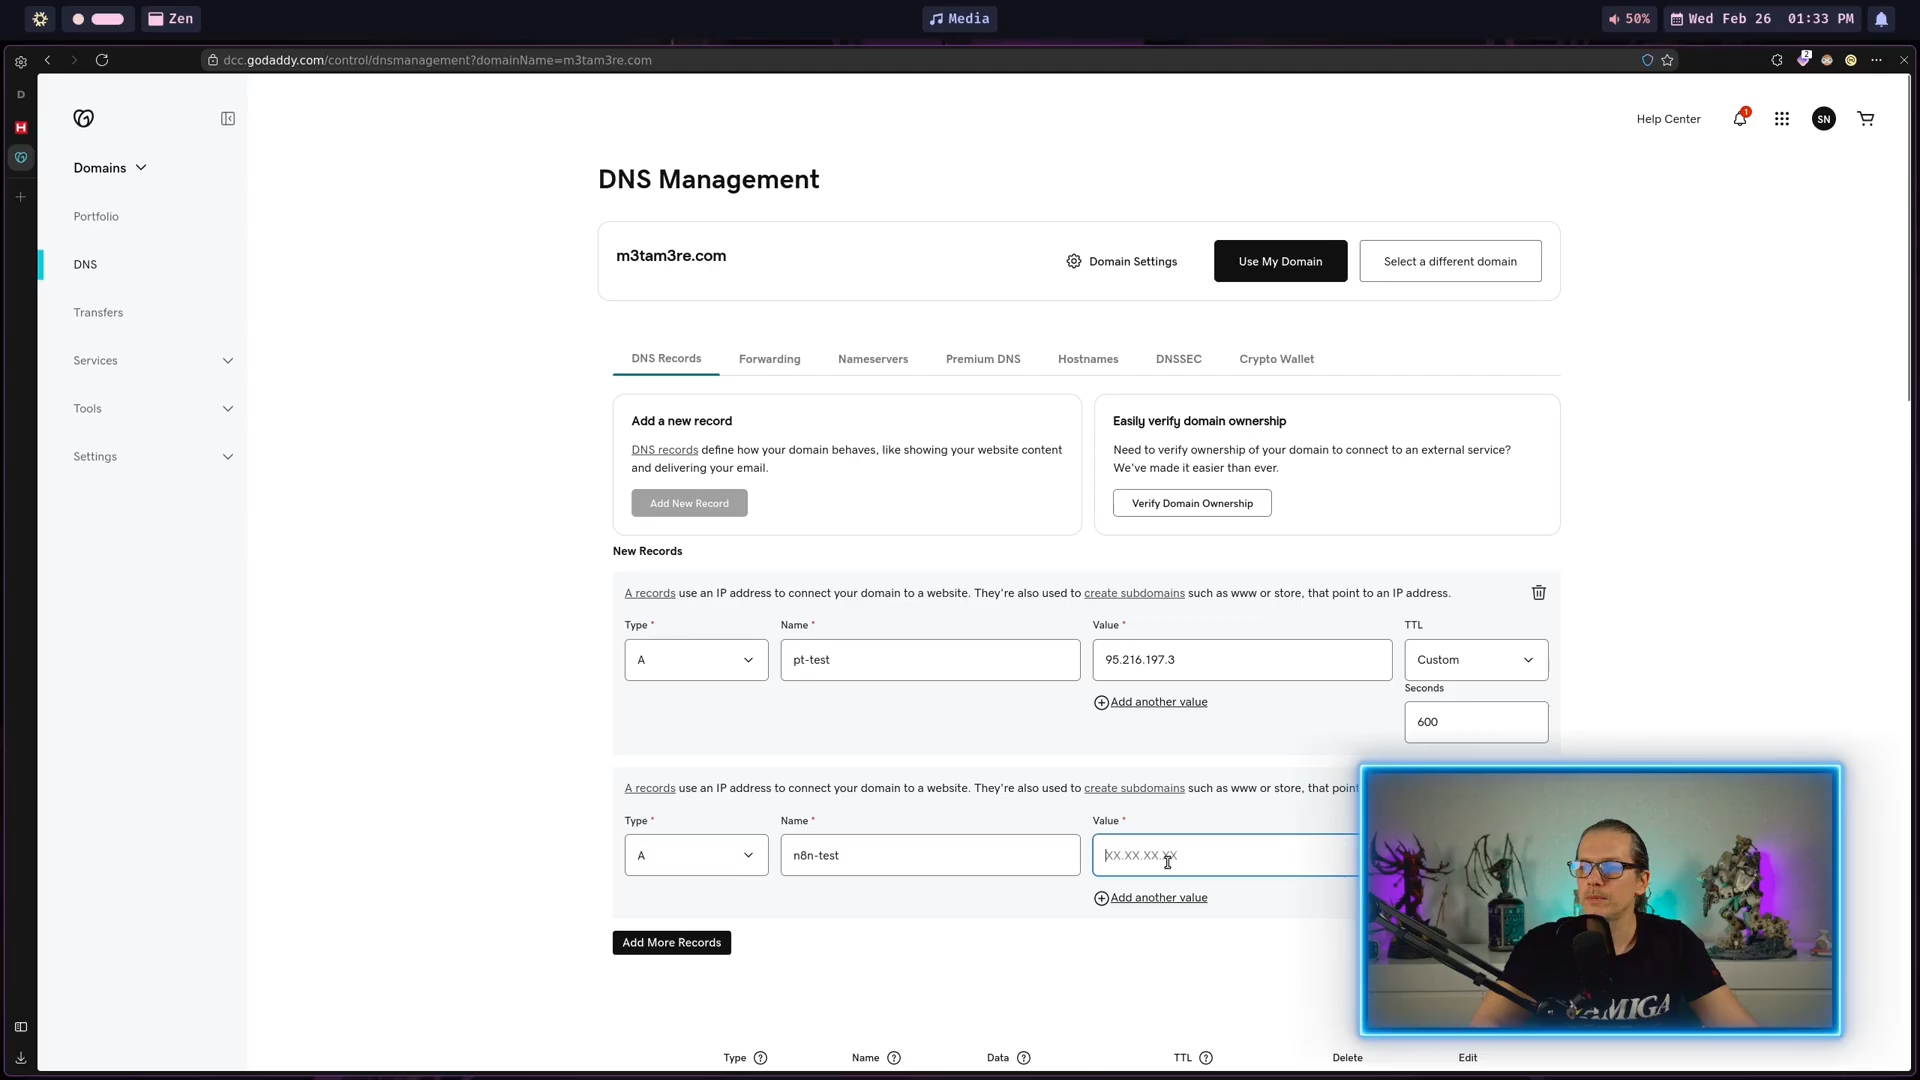 Zen
Media
50%
Wed Feb 26 01:33 PM
dcc.godaddy.com/control/dnsmanagement?domainName=m3tam3re.com
2
D
H
Help Center
1
SN
Domains
Portfolio
DNS
Transfers
Services
Tools
Settings
DNS Management
m3tam3re.com
Domain Settings
Use My Domain
Select a different domain
DNS Records
Forwarding
Nameservers
Premium DNS
Hostnames
DNSSEC
Crypto Wallet
Add a new record
DNS records define how your domain behaves, like showing your website content
and delivering your email.
Add New Record
Easily verify domain ownership
Need to verify ownership of your domain to connect to an external service?
We've made it easier than ever.
Verify Domain Ownership
New Records
A records use an IP address to connect your domain to a website. They're also used to create subdomains such as www or store, that point to an IP address.
Type *
Name *
Value *
TTL
A
pt-test
95.216.197.3
Custom
Add another value
Seconds
600
A records use an IP address to connect your domain to a website. They're also used to create subdomains such as www or store, that point
Type *
Name *
Value *
A
n8n-test
XX.XX.XX.XX
Add another value
Add More Records
Type ?
Name ?
Data ?
TTL ?
Delete
Edit